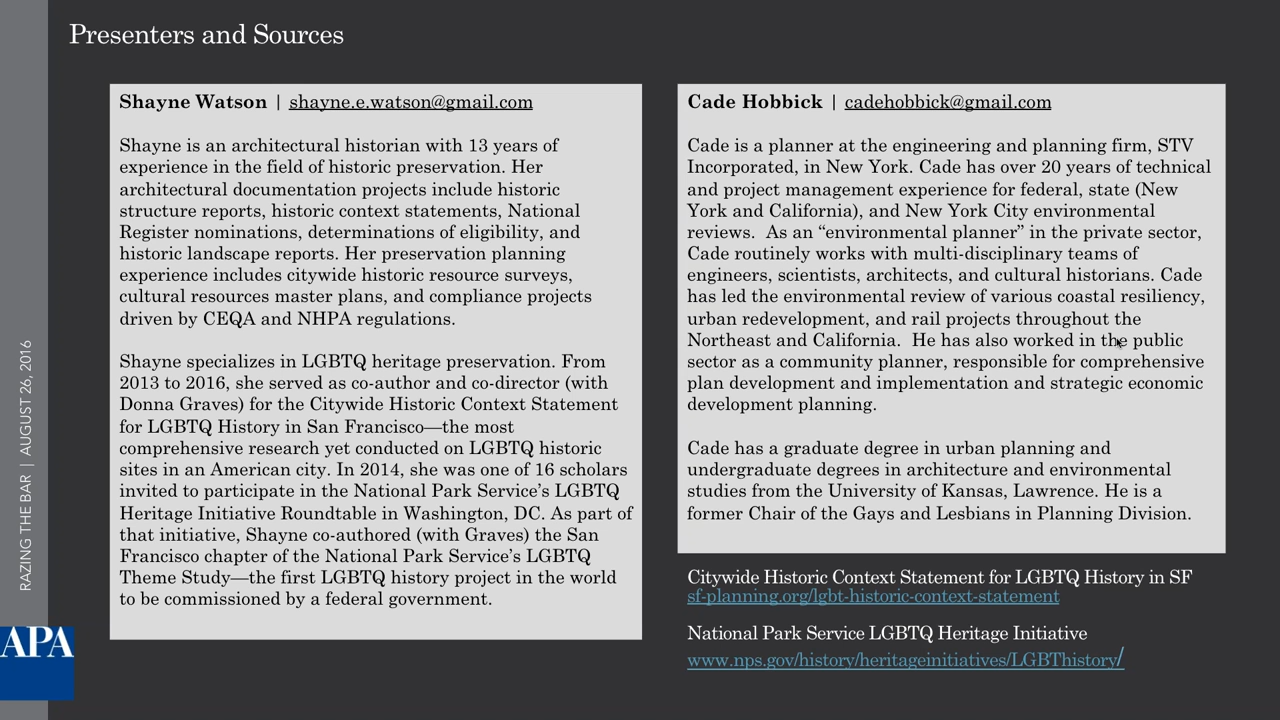 Presenters and Sources
Shayne Watson | shayne.e.watson@gmail.com
Shayne is an architectural historian with 13 years of
experience in the field of historic preservation. Her
architectural documentation projects include historic
structure reports, historic context statements, National
Register nominations, determinations of eligibility, and
historic landscape reports. Her preservation planning
experience includes citywide historic resource surveys,
cultural resources master plans, and compliance projects
driven by CEQA and NHPA regulations.
Shayne specializes in LGBTQ heritage preservation. From
2013 to 2016, she served as co-author and co-director (with
Donna Graves) for the Citywide Historic Context Statement
for LGBTQ History in San Francisco—the most
comprehensive research yet conducted on LGBTQ historic
sites in an American city. In 2014, she was one of 16 scholars
invited to participate in the National Park Service’s LGBTQ
Heritage Initiative Roundtable in Washington, DC. As part of
that initiative, Shayne co-authored (with Graves) the San
Francisco chapter of the National Park Service’s LGBTQ
Theme Study—the first LGBTQ history project in the world
to be commissioned by a federal government.
Cade Hobbick | cadehobbick@gmail.com
Cade is a planner at the engineering and planning firm, STV
Incorporated, in New York. Cade has over 20 years of technical
and project management experience for federal, state (New
York and California), and New York City environmental
reviews.  As an “environmental planner” in the private sector,
Cade routinely works with multi-disciplinary teams of
engineers, scientists, architects, and cultural historians. Cade
has led the environmental review of various coastal resiliency,
urban redevelopment, and rail projects throughout the
Northeast and California.  He has also worked in the public
sector as a community planner, responsible for comprehensive
plan development and implementation and strategic economic
development planning.
Cade has a graduate degree in urban planning and
undergraduate degrees in architecture and environmental
studies from the University of Kansas, Lawrence. He is a
former Chair of the Gays and Lesbians in Planning Division.
Citywide Historic Context Statement for LGBTQ History in SF
sf-planning.org/lgbt-historic-context-statement
National Park Service LGBTQ Heritage Initiative
www.nps.gov/history/heritageinitiatives/LGBThistory/
RAZING THE BAR | AUGUST 26, 2016
APA